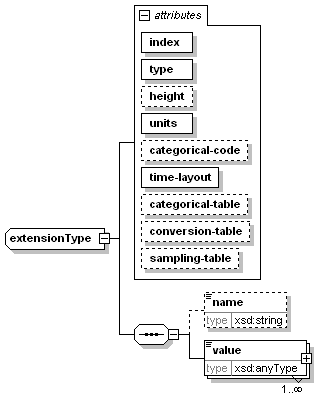 attributes
index
type
height
units
categorical-code
time-layout
categorical-table
conversion-table
sampling-table
extensionType
name
type xsd:string
value
type xsd:anyType
1..∞